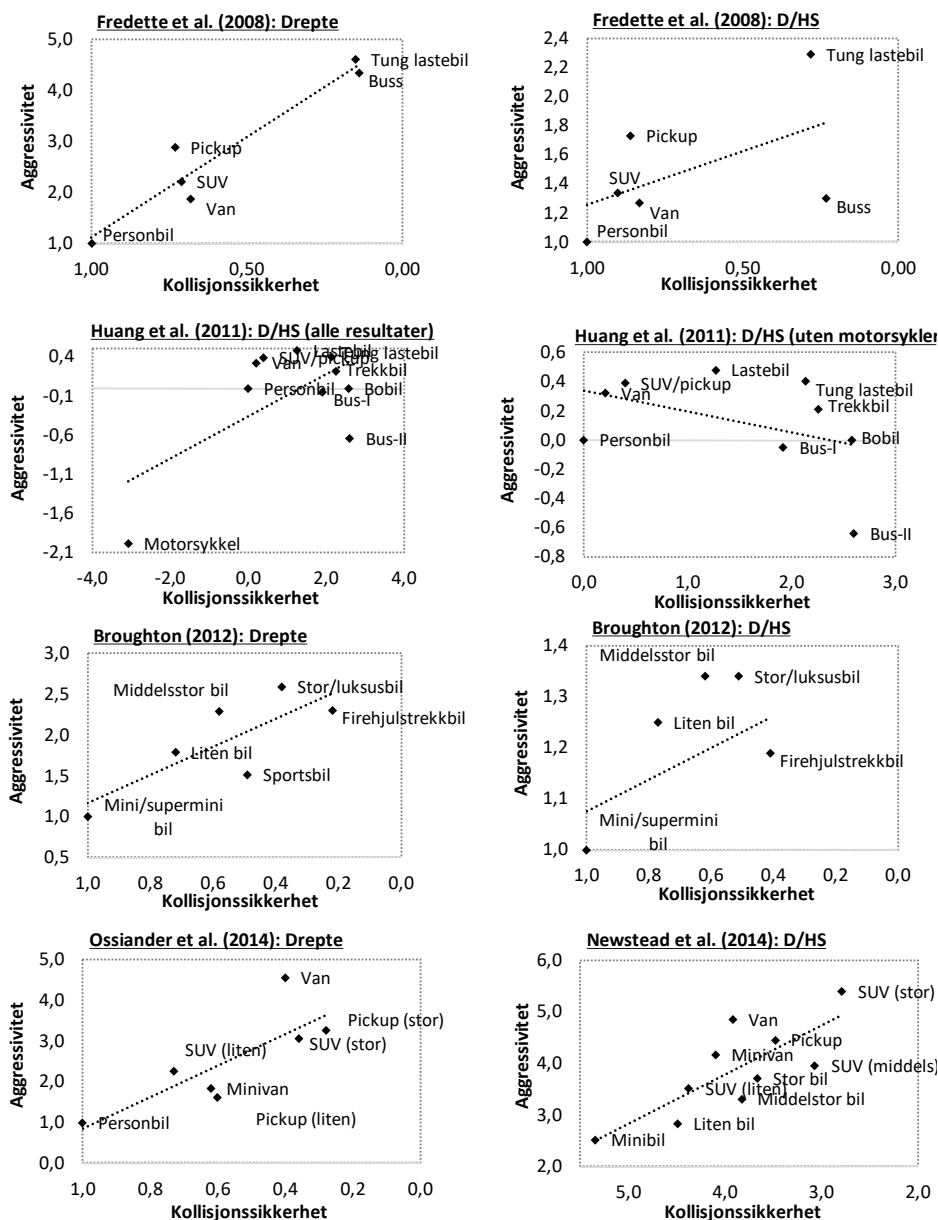 Fredette et al. (2008): Drepte
Aggressivitet
5,0
4,0
3,0
2,0
1,0
Tung lastebil
Buss
Pickup
SUV
Van
Personbil
1,00
0,50
0,00
Kollisjonssikkerhet
Fredette et al. (2008): D/HS
Aggressivitet
2,4
2,2
2,0
1,8
1,6
1,4
1,2
1,0
Tung lastebil
Pickup
SUV
Van
Buss
Personbil
1,00
0,50
0,00
Kollisjonssikkerhet
Huang et al. (2011): D/HS (alle resultater)
Aggressivitet
0,4
-0,1
-0,6
-1,1
-1,6
-2,1
Lastebil
Tung lastebil
SUV/pickup
Van
Trekkbil
Personbil
Bobil
Bus-I
Bus-II
Motorsykkel
-4,0
-2,0
0,0
2,0
4,0
Kollisjonssikkerhet
Huang et al. (2011): D/HS (uten motorsykler
Aggressivitet
0,6
0,4
0,2
0,0
-0,2
-0,4
-0,6
-0,8
Lastebil
SUV/pickup
Van
Tung lastebil
Trekkbil
Personbil
Bobil
Bus-I
Bus-II
0,0
1,0
2,0
3,0
Kollisjonssikkerhet
Broughton (2012): Drepte
Aggressivitet
3,0
2,5
2,0
1,5
1,0
0,5
Middelsstor bil
Stor/luksusbil
Firehjulstrekkbil
Liten bil
Sportsbil
Mini/supermini
bil
1,0
0,8
0,6
0,4
0,2
0,0
Kollisjonssikkerhet
Broughton (2012): D/HS
Aggressivitet
1,4
1,3
1,2
1,1
1,0
Middelsstor bil
Stor/luksusbil
Liten bil
Firehjulstrekkbil
Mini/supermini
bil
1,0
0,8
0,6
0,4
0,2
0,0
Kollisjonssikkerhet
Ossiander et al. (2014): Drepte
Aggressivitet
5,0
4,0
3,0
2,0
1,0
0,0
Van
Pickup (stor)
SUV (stor)
SUV (liten)
Minivan
Pickup (liten)
Personbil
1,0
0,8
0,6
0,4
0,2
0,0
Kollisjonssikkerhet
Newstead et al. (2014): D/HS
Aggressivitet
6,0
5,0
4,0
3,0
2,0
SUV (stor)
Van
Pickup
Minivan
SUV (middels)
Stor bil
SUV (liten)
Middelstor bil
Liten bil
Minibil
5,0
4,0
3,0
2,0
Kollisjonssikkerhet